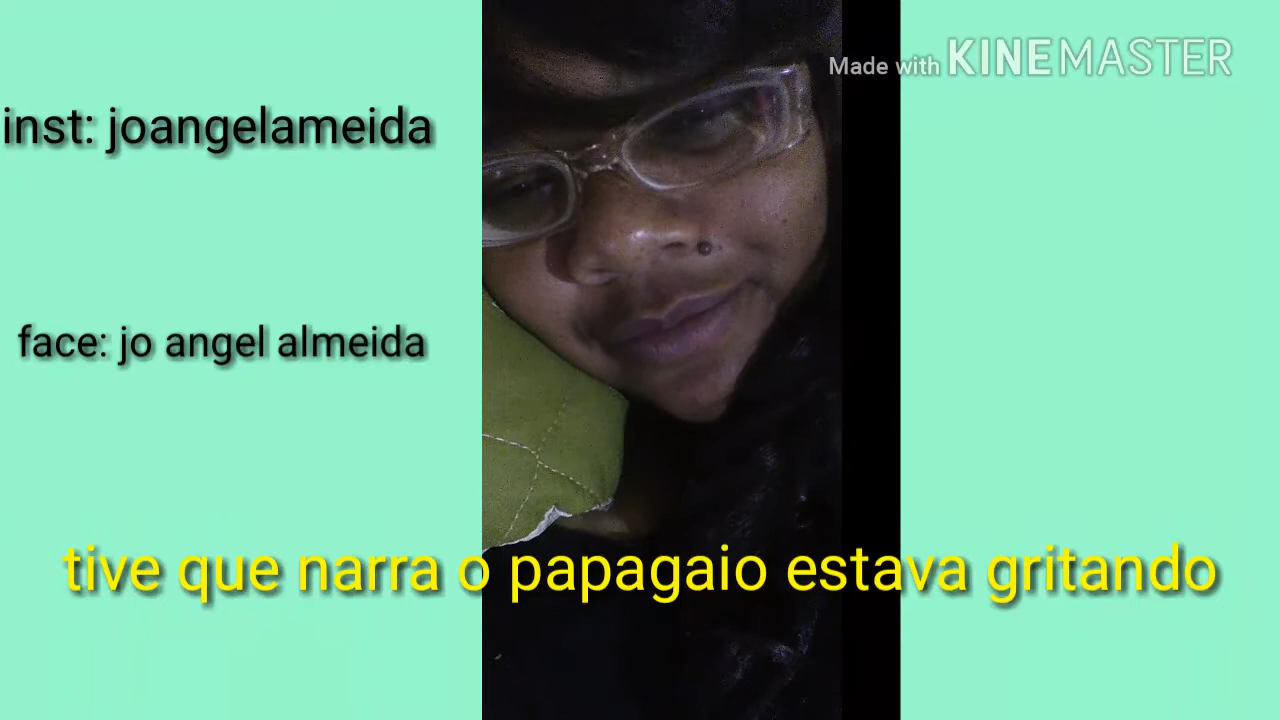 Made with KINEMASTER
inst: joangelameida
face: jo angel almeida
tive que narra o papagaio estava gritando